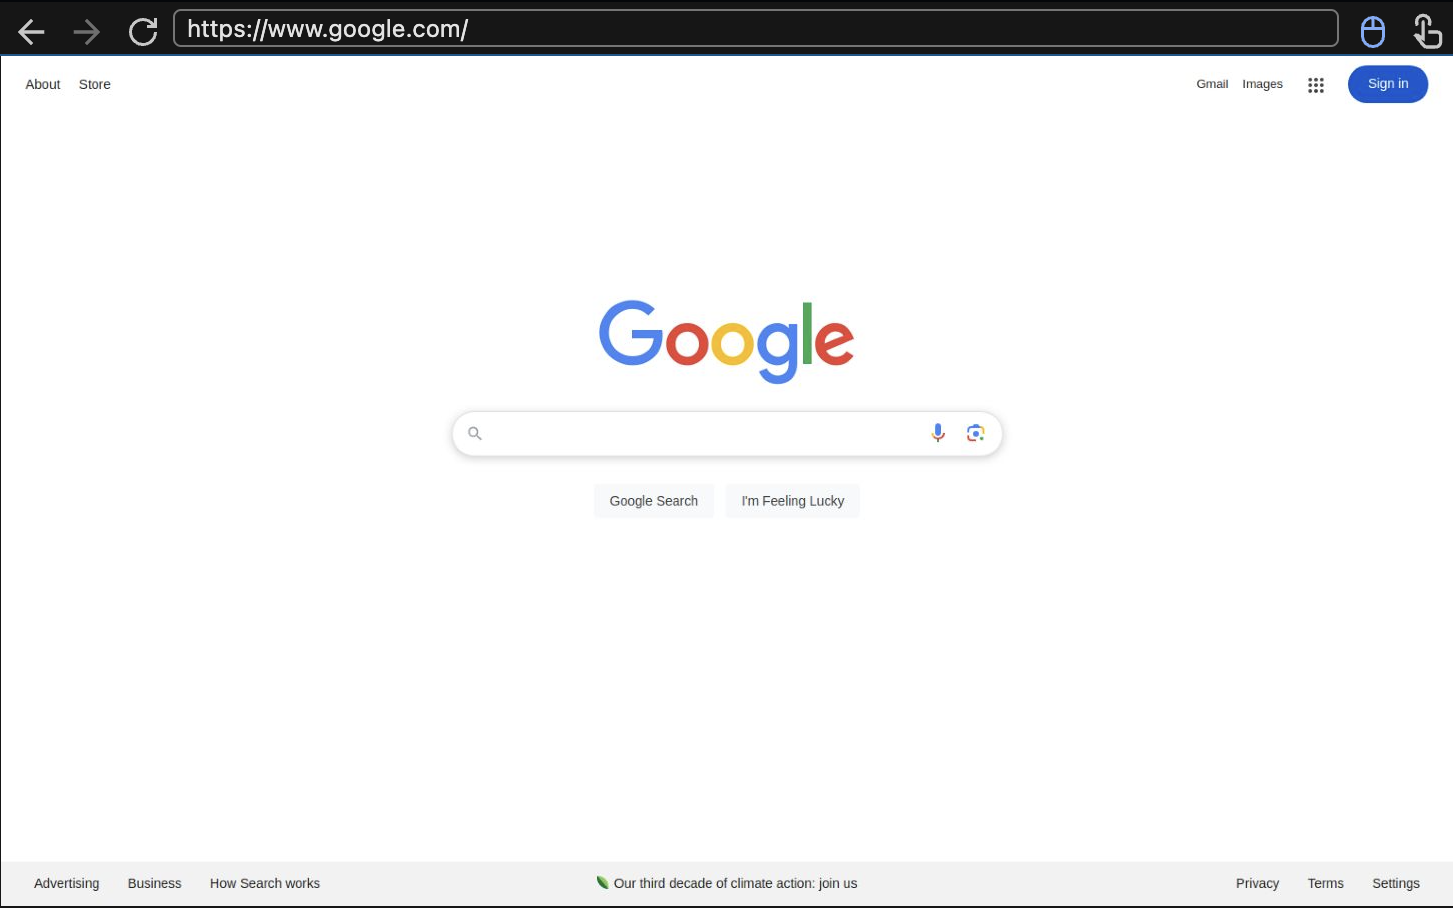 https://www.google.com/
About Store Gmail Images Sign in
Google
Google Search I'm Feeling Lucky
Advertising Business How Search works Our third decade of climate action: join us Privacy Terms Settings